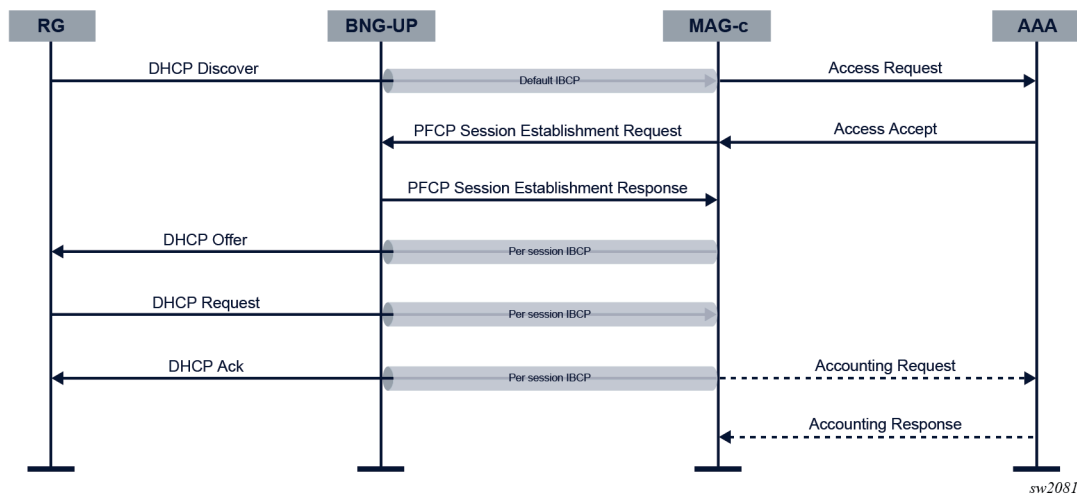 RG
BNG-UP
MAG-c
AAA
DHCP Discover
Default IBCP
Access Request
PFCP Session Establishment Request
Access Accept
PFCP Session Establishment Response
DHCP Offer
Per session IBCP
DHCP Request
Per session IBCP
DHCP Ack
Per session IBCP
Accounting Request
Accounting Response
sw2081